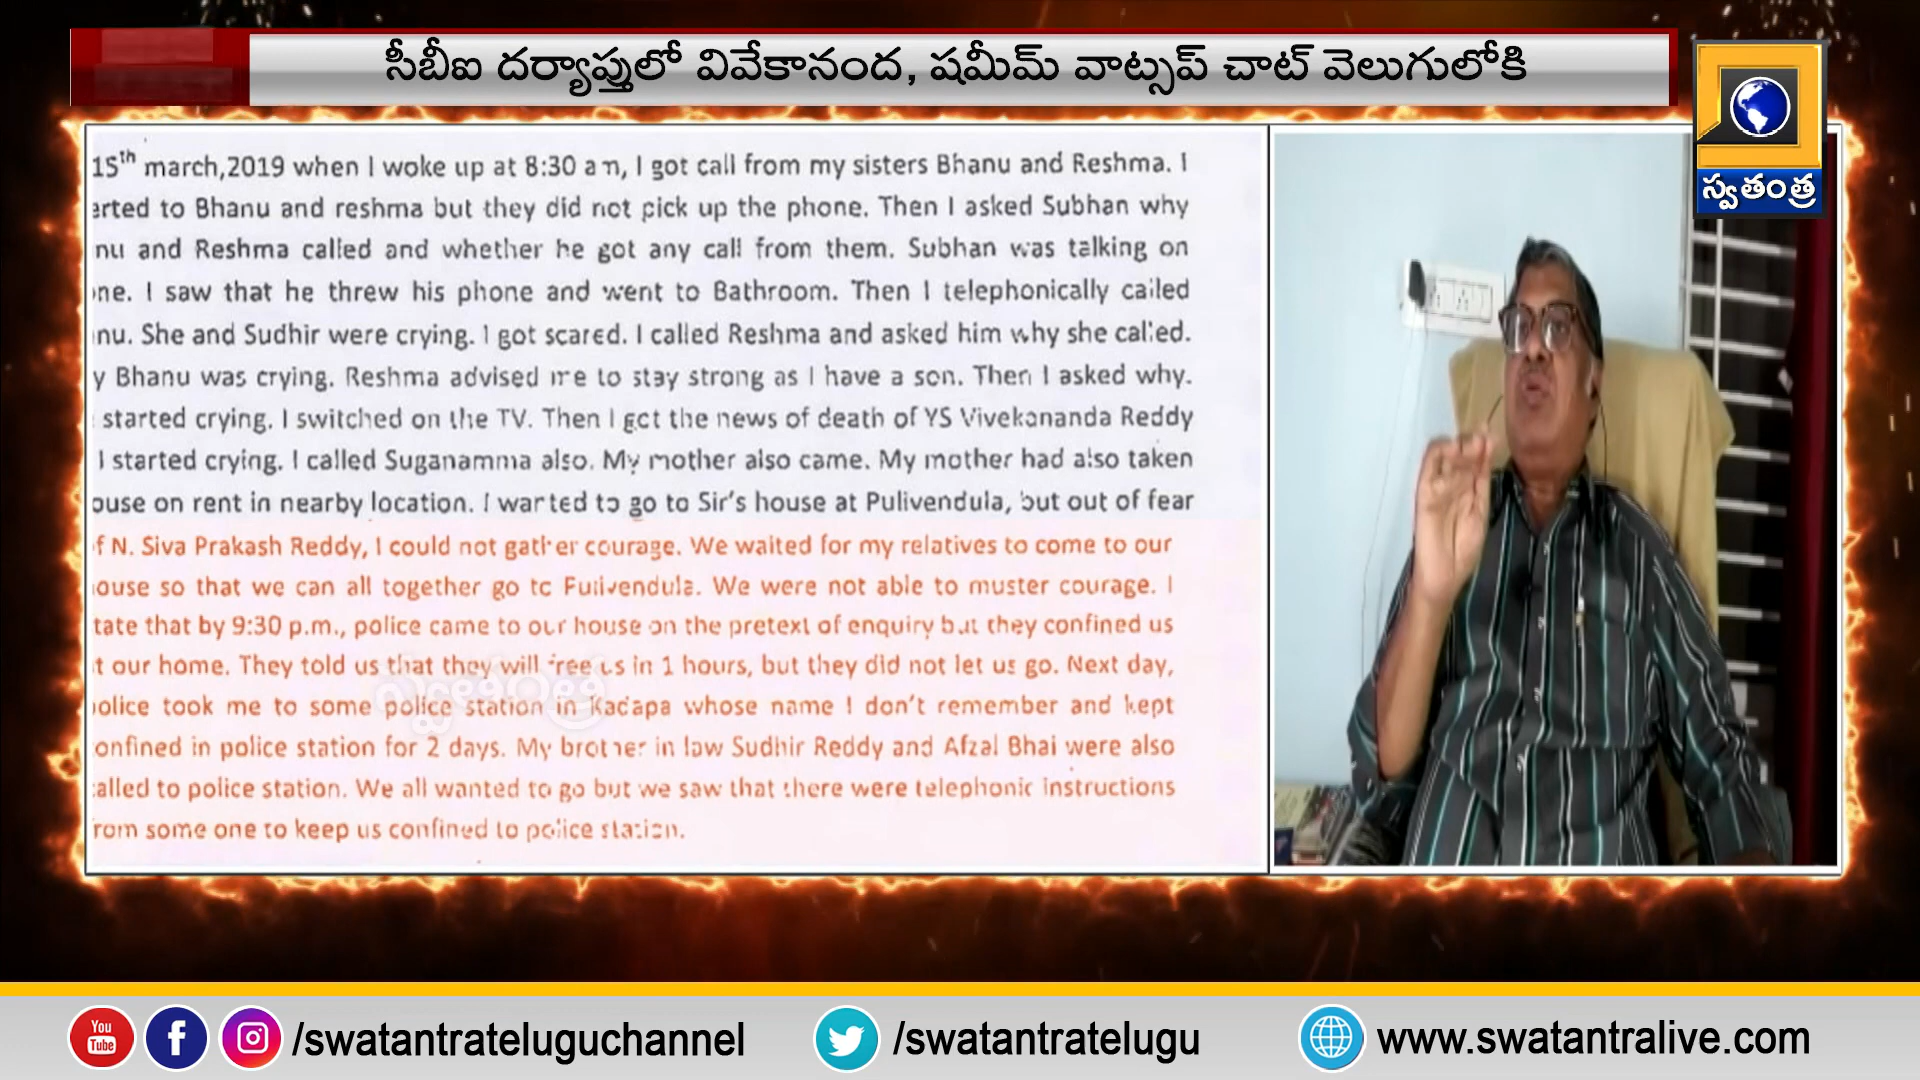 సీబీఐ దర్యాప్తులో వివేకానంద, షమీమ్ వాట్సప్ చాట్ వెలుగులోకి
స్వతంత్ర
15th march,2019 when I woke up at 8:30 am, I got call from my sisters Bhanu and Reshma. I
erted to Bhanu and reshma but they did not pick up the phone. Then I asked Subhan why
nu and Reshma called and whether he got any call from them. Subhan was talking on
ne. I saw that he threw his phone and went to Bathroom. Then I telephonically called
nu. She and Sudhir were crying. I got scared. I called Reshma and asked him why she called.
y Bhanu was crying. Reshma advised me to stay strong as I have a son. Then I asked why.
started crying. I switched on the TV. Then I got the news of death of YS Vivekananda Reddy
I started crying. I called Suganamma also. My mother also came. My mother had also taken
ouse on rent in nearby location. I wanted to go to Sir's house at Pulivendula, but out of fear
f N. Siva Prakash Reddy, I could not gather courage. We waited for my relatives to come to our
ouse so that we can all together go to Pulivendula. We were not able to muster courage. I
tate that by 9:30 p.m., police came to our house on the pretext of enquiry but they confined us
t our home. They told us that they will free us in 1 hours, but they did not let us go. Next day,
olice took me to some police station in Kadapa whose name I don't remember and kept
onfined in police station for 2 days. My brother in law Sudhir Reddy and Afzal Bhai were also
alled to police station. We all wanted to go but we saw that there were telephonic instructions
rom some one to keep us confined to police station.
You Tube /swatantrateluguchannel /swatantratelugu www.swatantralive.com